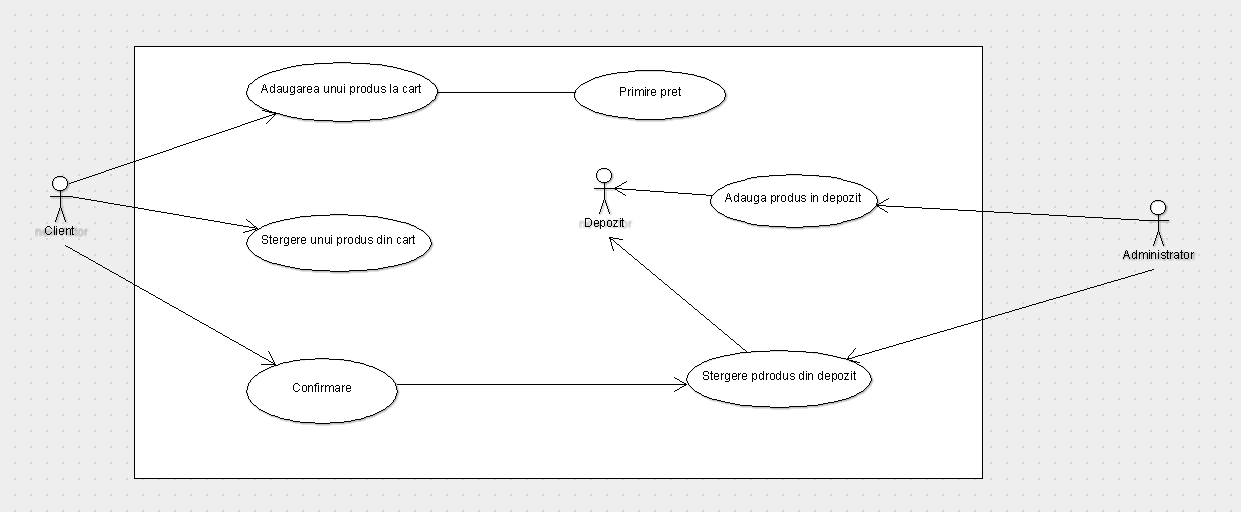 Adaugarea unui produs la cart
Primire pret
Client
Stergere unui produs din cart
Depozit
Adauga produs in depozit
Administrator
Confirmare
Stergere pdrodus din depozit